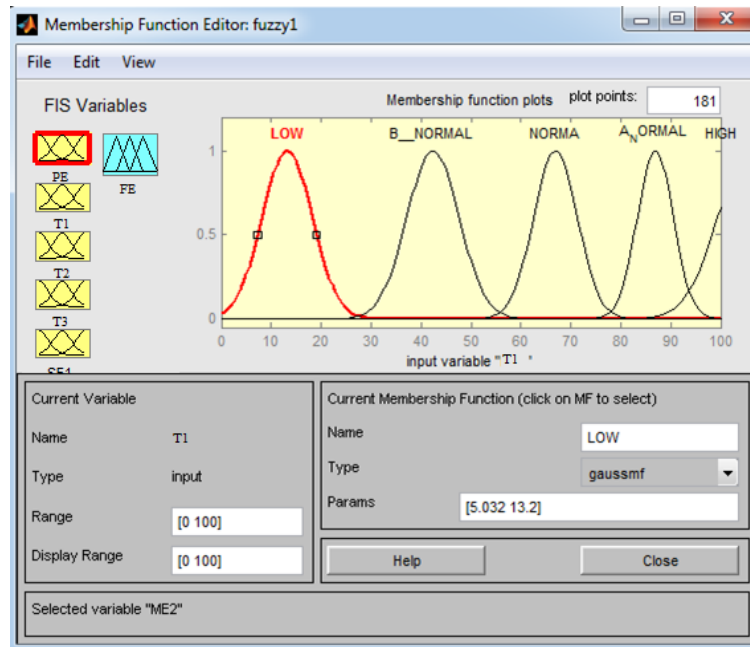 Membership Function Editor: fuzzy1
File Edit View
FIS Variables
Membership function plots plot points: 181
PE
FE
T1
T2
T3
LOW B__NORMAL NORMA A_NORMAL HIGH
1
0.5
0
0 10 20 30 40 50 60 70 80 90 100
input variable "T1 "
Current Variable
Name T1
Type input
Range [0 100]
Display Range [0 100]
Current Membership Function (click on MF to select)
Name LOW
Type gaussmf
Params [5.032 13.2]
Help Close
Selected variable "ME2"